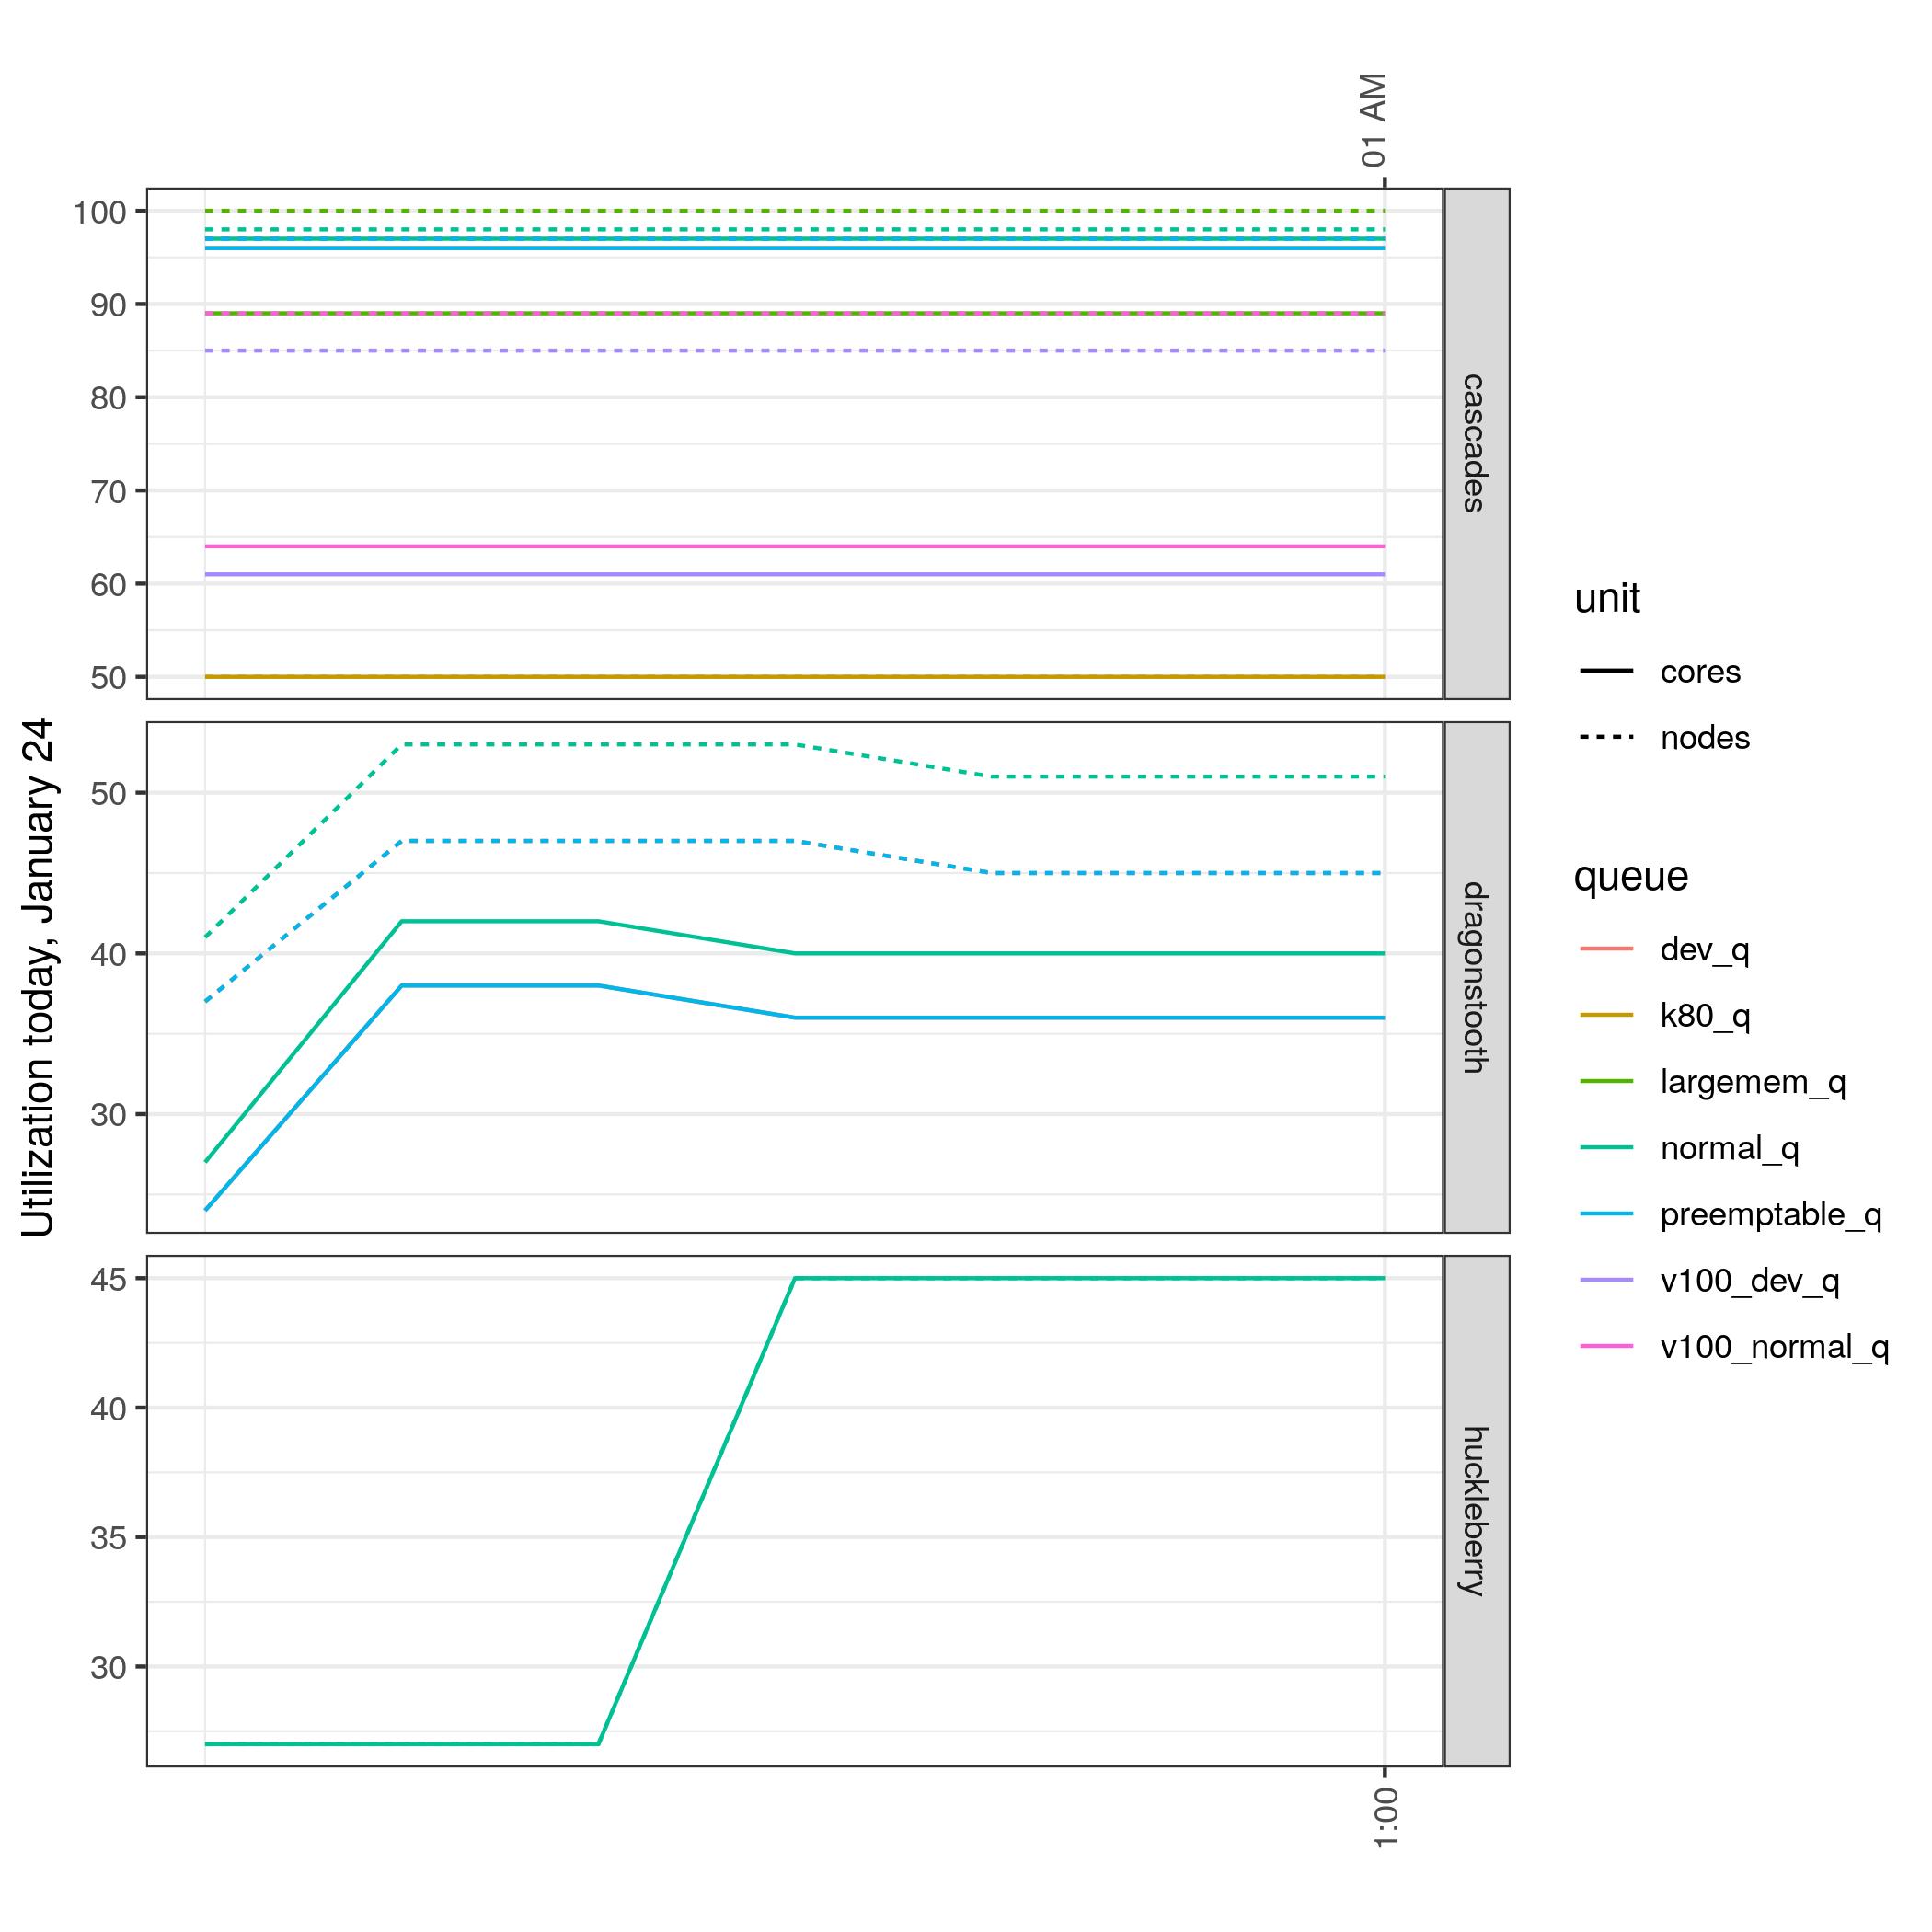 01 AM
100
90
80
70
60
50
cascades
50
40
30
dragonstooth
45
40
35
30
huckleberry
1:00
Utilization today, January 24
unit
cores
nodes
queue
dev_q
k80_q
largemem_q
normal_q
preemptable_q
v100_dev_q
v100_normal_q